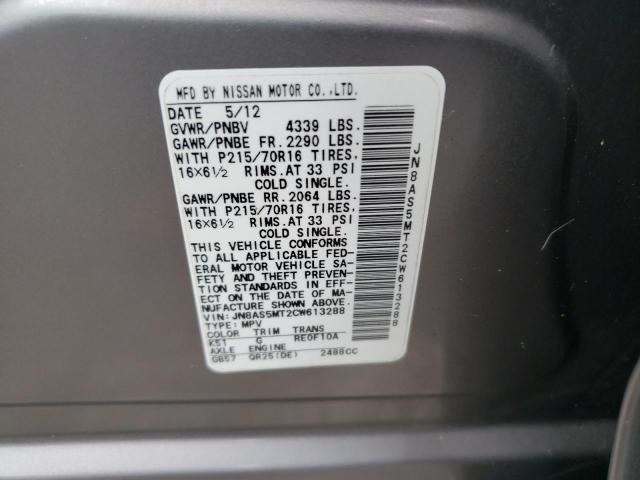 MFD BY NISSAN MOTOR CO.,LTD.
DATE 5/12
GVWR/PNBV 4339 LBS.
GAWR/PNBE FR. 2290 LBS.
WITH P215/70R16 TIRES,
16×6½ RIMS. AT 33 PSI
COLD SINGLE.
GAWR/PNBE RR. 2064 LBS.
WITH P215/70R16 TIRES,
16×6½ RIMS. AT 33 PSI
COLD SINGLE.
THIS VEHICLE CONFORMS
TO ALL APPLICABLE FED-
ERAL MOTOR VEHICLE SA-
FETY AND THEFT PREVEN-
TION STANDARDS IN EFF-
ECT ON THE DATE OF MA-
NUFACTURE SHOWN ABOVE.
VIN: JN8AS5MT2CW613288
TYPE: MPV
COLOR TRIM TRANS
K51 G RE0F10A
AXLE ENGINE
GB57 QR25(DE) 2488CC
JN8AS5MT2CW613288